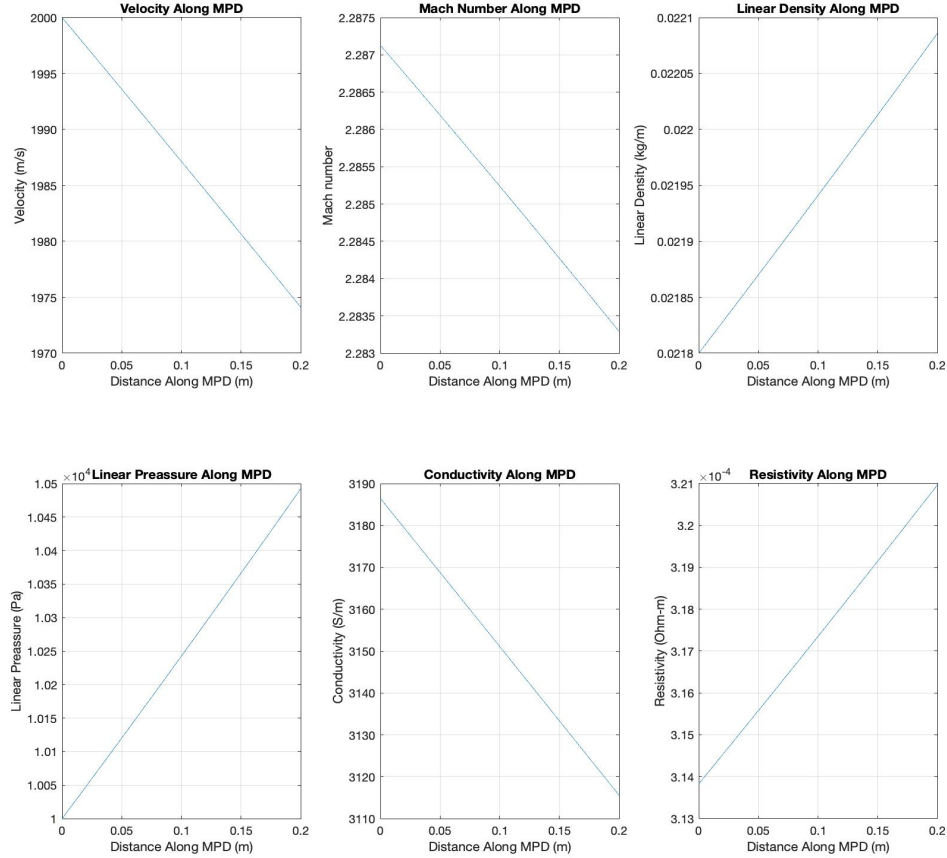 Velocity Along MPD
2000
1995
1990
1985
1980
1975
1970
Velocity (m/s)
0 0.05 0.1 0.15 0.2
Distance Along MPD (m)
Mach Number Along MPD
2.2875
2.287
2.2865
2.286
2.2855
2.285
2.2845
2.284
2.2835
2.283
Mach number
0 0.05 0.1 0.15 0.2
Distance Along MPD (m)
Linear Density Along MPD
0.0221
0.02205
0.022
0.02195
0.0219
0.02185
0.0218
Linear Density (kg/m)
0 0.05 0.1 0.15 0.2
Distance Along MPD (m)
×10⁴ Linear Preassure Along MPD
1.05
1.045
1.04
1.035
1.03
1.025
1.02
1.015
1.01
1.005
1
Linear Preassure (Pa)
0 0.05 0.1 0.15 0.2
Distance Along MPD (m)
Conductivity Along MPD
3190
3180
3170
3160
3150
3140
3130
3120
3110
Conductivity (S/m)
0 0.05 0.1 0.15 0.2
Distance Along MPD (m)
×10⁻⁴ Resistivity Along MPD
3.21
3.2
3.19
3.18
3.17
3.16
3.15
3.14
3.13
Resistivity (Ohm-m)
0 0.05 0.1 0.15 0.2
Distance Along MPD (m)